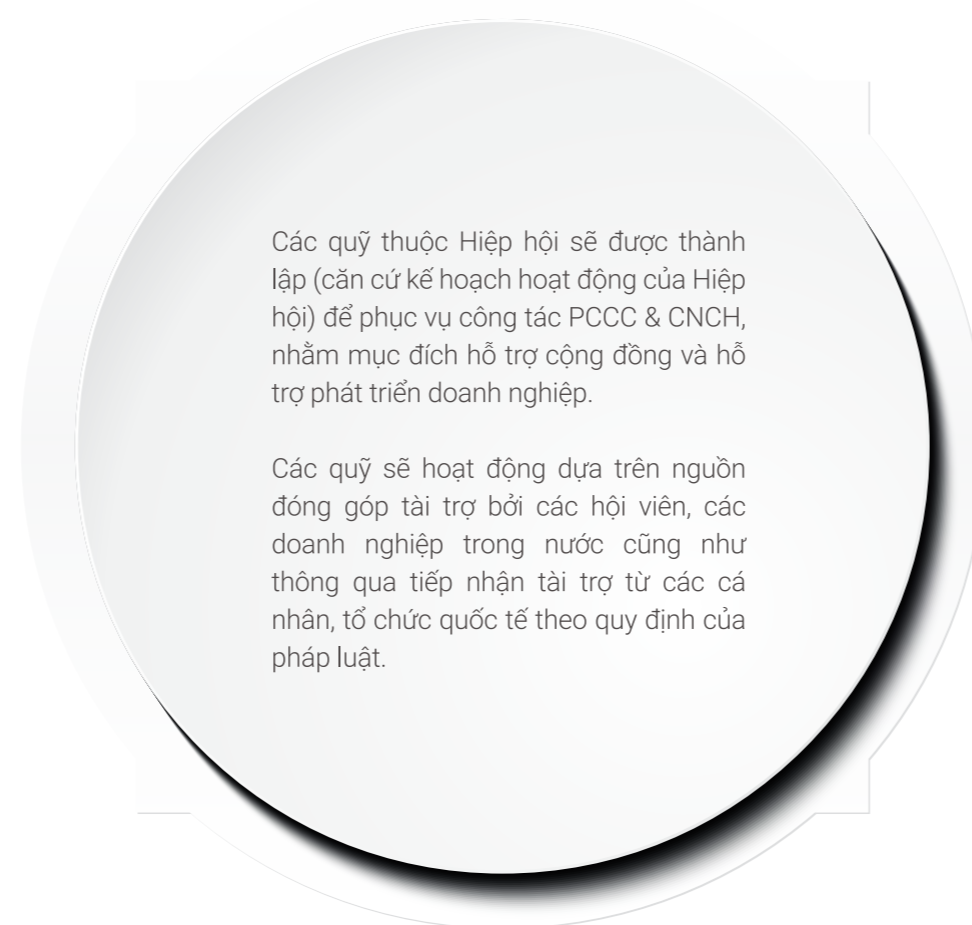 Các quỹ thuộc Hiệp hội sẽ được thành
lập (căn cứ kế hoạch hoạt động của Hiệp
hội) để phục vụ công tác PCCC & CNCH,
nhằm mục đích hỗ trợ cộng đồng và hỗ
trợ phát triển doanh nghiệp.
Các quỹ sẽ hoạt động dựa trên nguồn
đóng góp tài trợ bởi các hội viên, các
doanh nghiệp trong nước cũng như
thông qua tiếp nhận tài trợ từ các cá
nhân, tổ chức quốc tế theo quy định của
pháp luật.